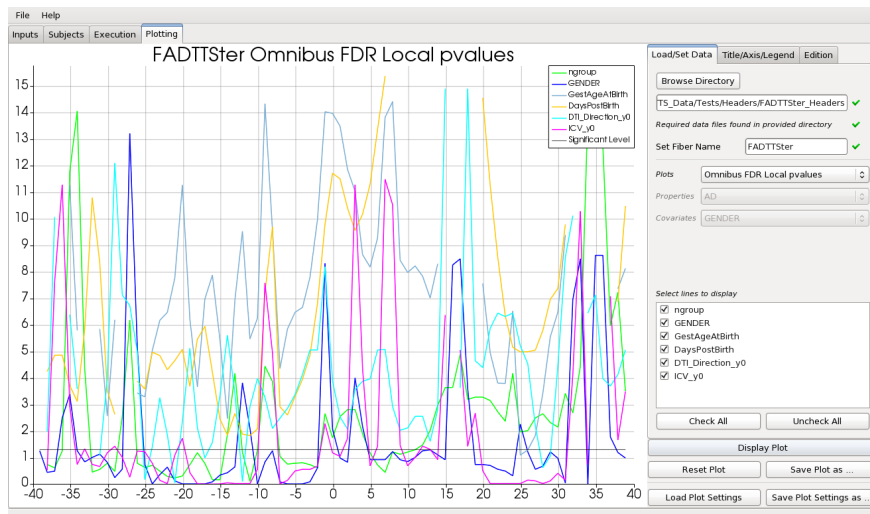 File Help
Inputs Subjects Execution Plotting
FADTTSter Omnibus FDR Local pvalues
15
14
13
12
11
10
9
8
7
6
5
4
3
2
1
0
-40 -35 -30 -25 -20 -15 -10 -5 0 5 10 15 20 25 30 35 40
ngroup
GENDER
GestAgeAtBirth
DaysPostBirth
DTI_Direction_y0
ICV_y0
Significant Level
Load/Set Data Title/Axis/Legend Edition
Browse Directory
TS_Data/Tests/Headers/FADTTSter_Headers
Required data files found in provided directory
Set Fiber Name FADTTSter
Plots Omnibus FDR Local pvalues
Properties AD
Covariates GENDER
Select lines to display
ngroup
GENDER
GestAgeAtBirth
DaysPostBirth
DTI_Direction_y0
ICV_y0
Check All Uncheck All
Display Plot
Reset Plot Save Plot as ...
Load Plot Settings Save Plot Settings as ...